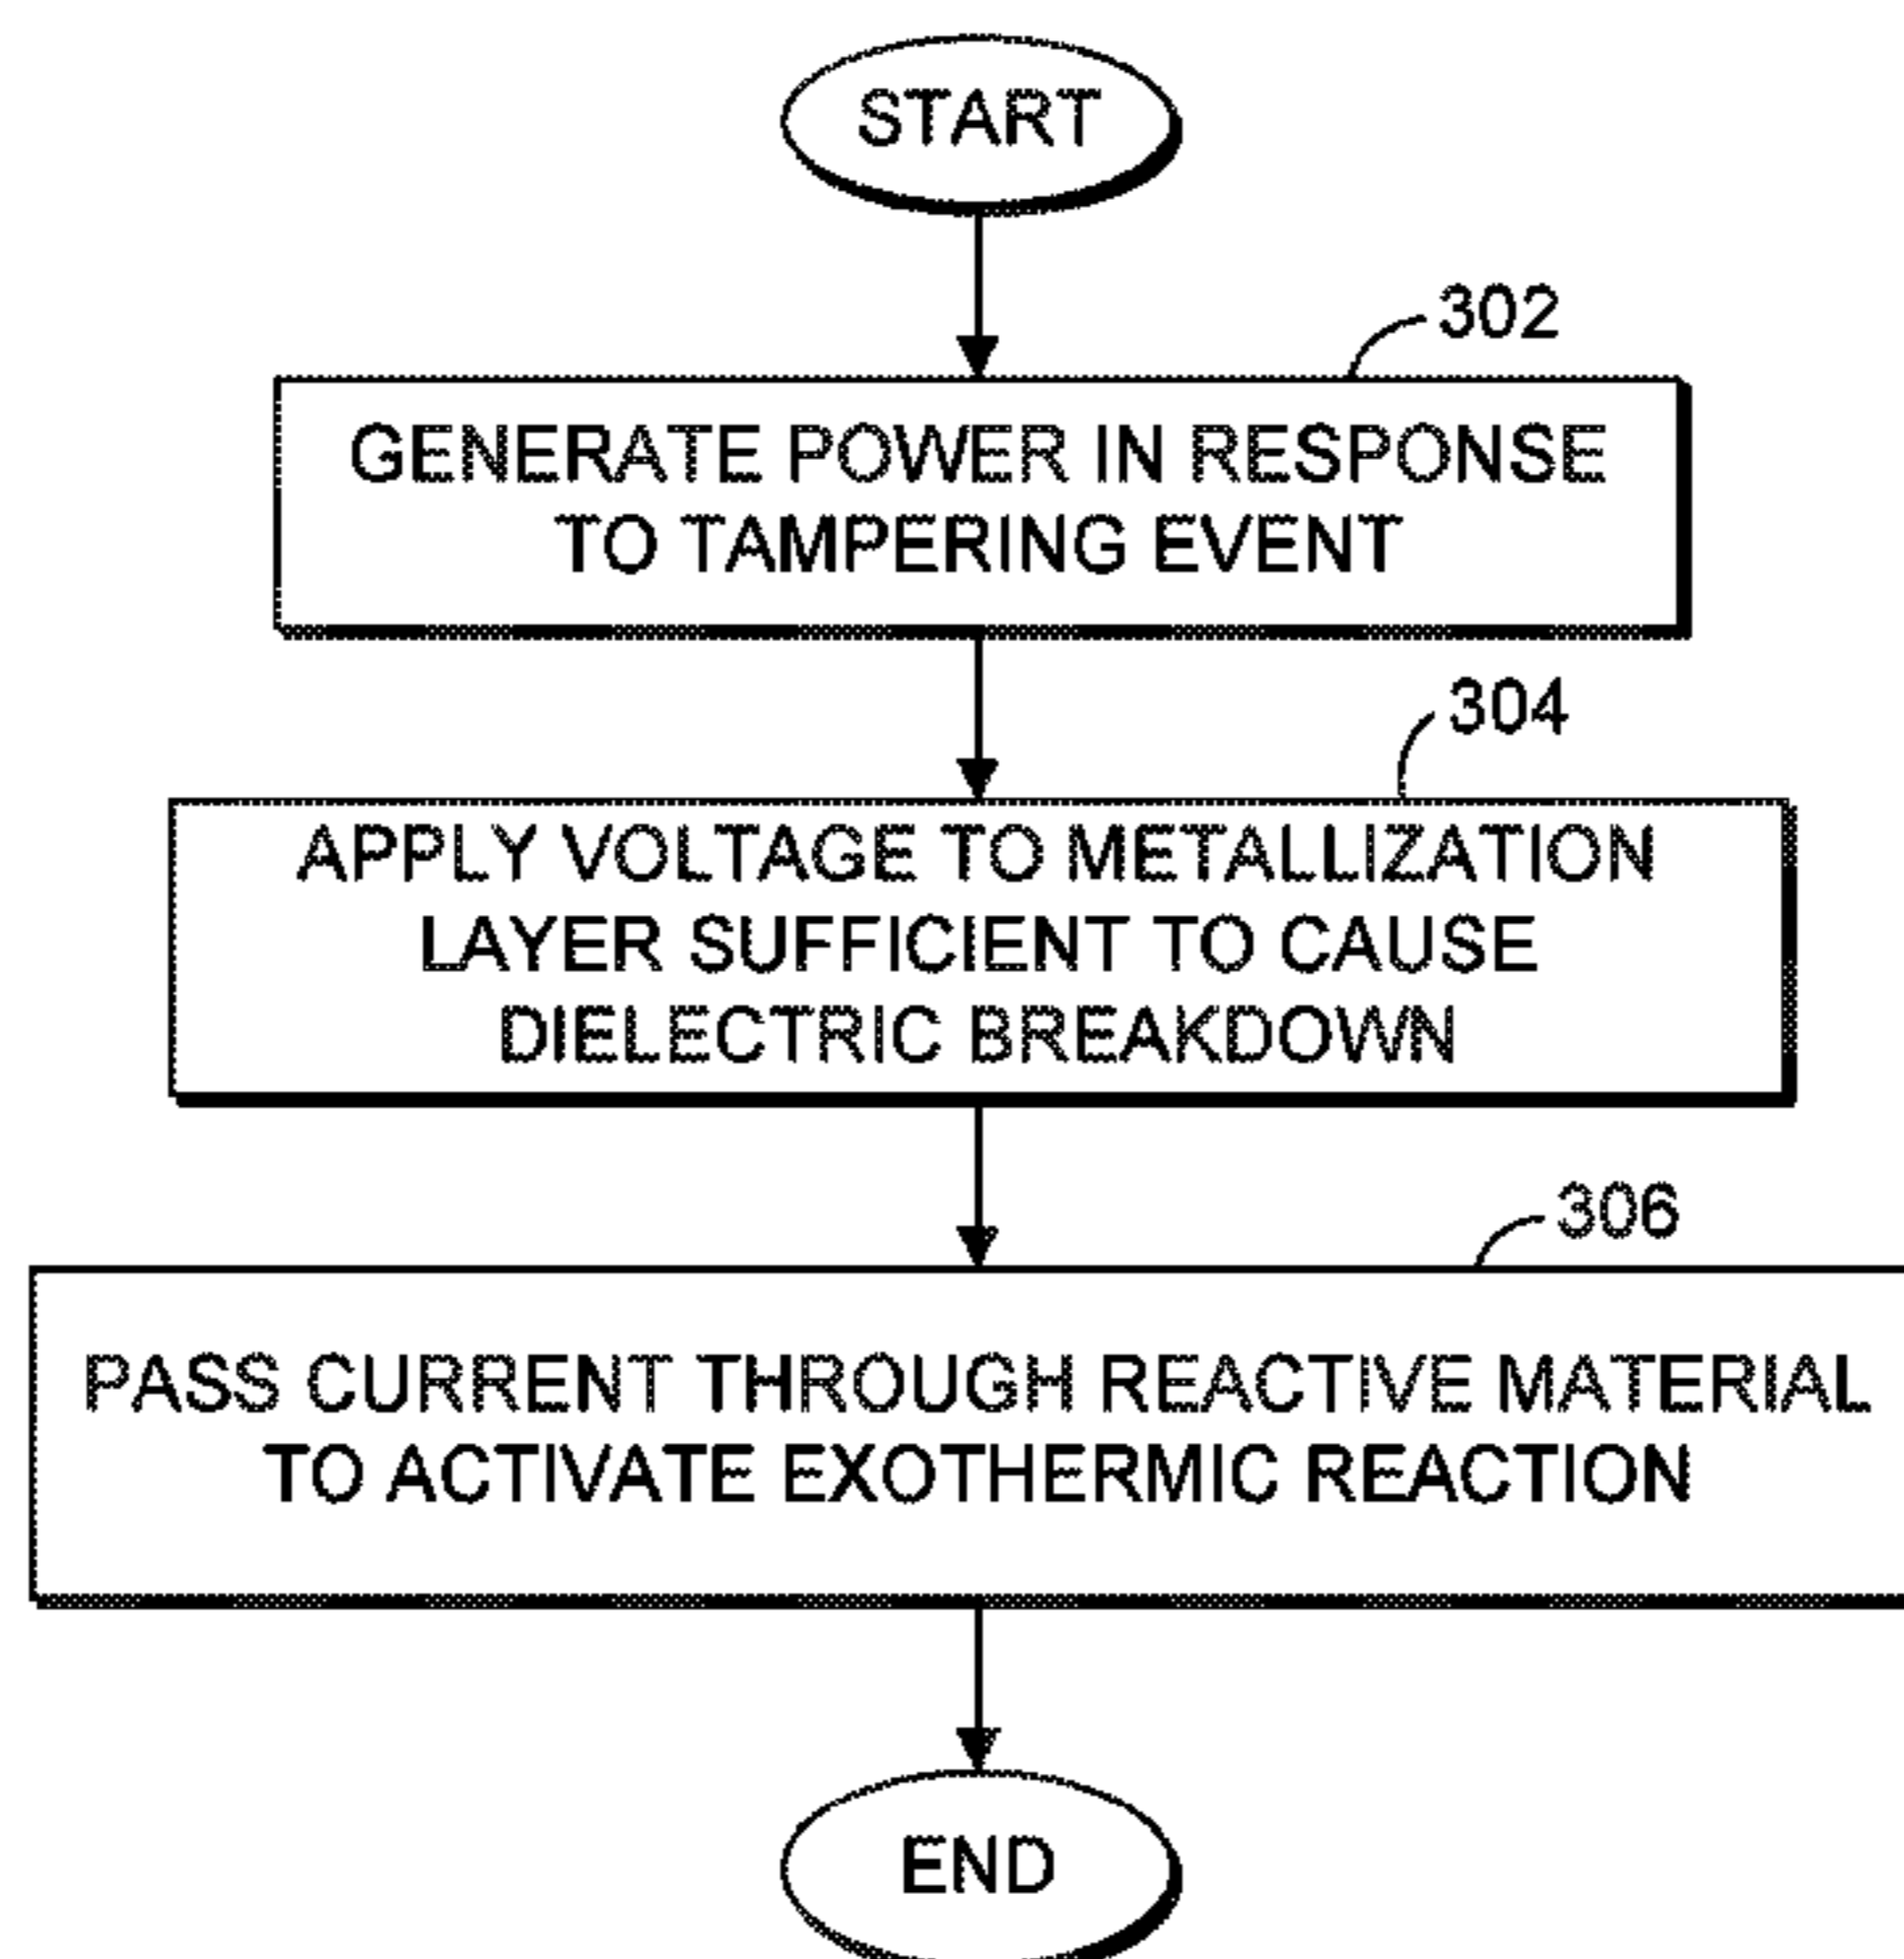 START
302
GENERATE POWER IN RESPONSE
TO TAMPERING EVENT
304
APPLY VOLTAGE TO METALLIZATION
LAYER SUFFICIENT TO CAUSE
DIELECTRIC BREAKDOWN
306
PASS CURRENT THROUGH REACTIVE MATERIAL
TO ACTIVATE EXOTHERMIC REACTION
END